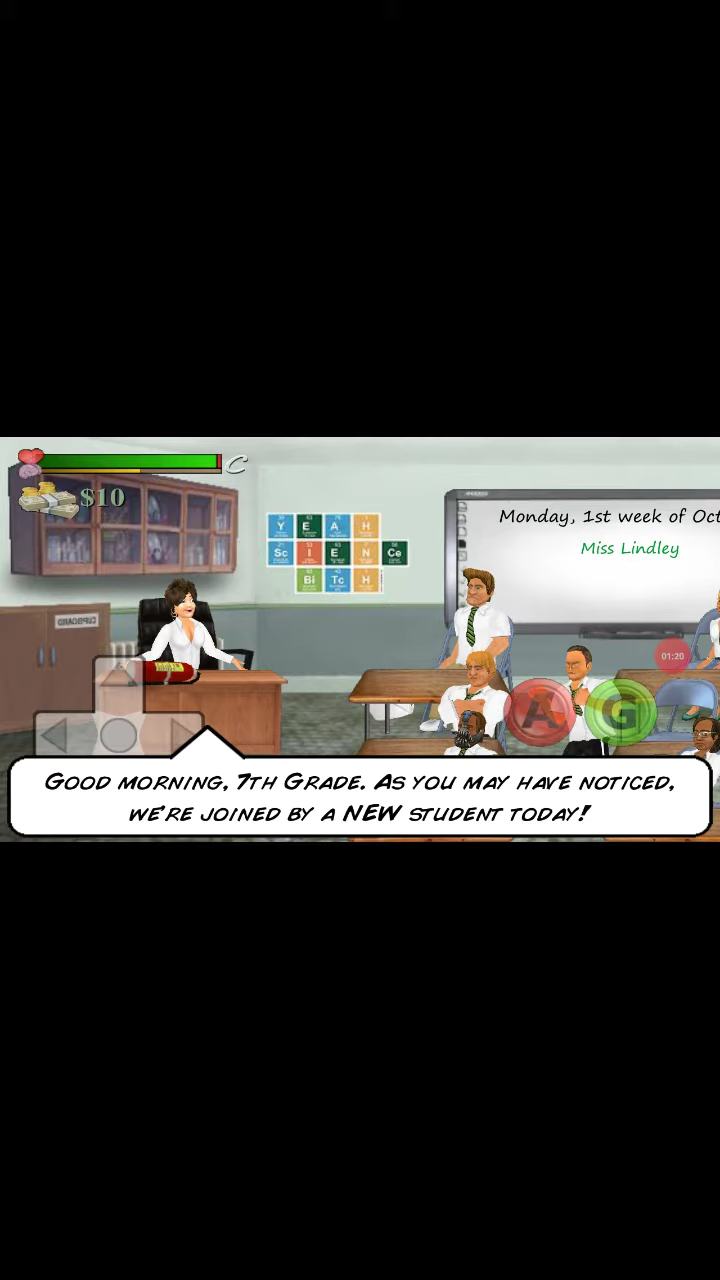 C
$10
Y E A H
Sc I E N Ce
Bi Tc H
Monday, 1st week of Oct
Miss Lindley
01:20
A G
GOOD MORNING, 7TH GRADE. AS YOU MAY HAVE NOTICED,
WE'RE JOINED BY A NEW STUDENT TODAY!